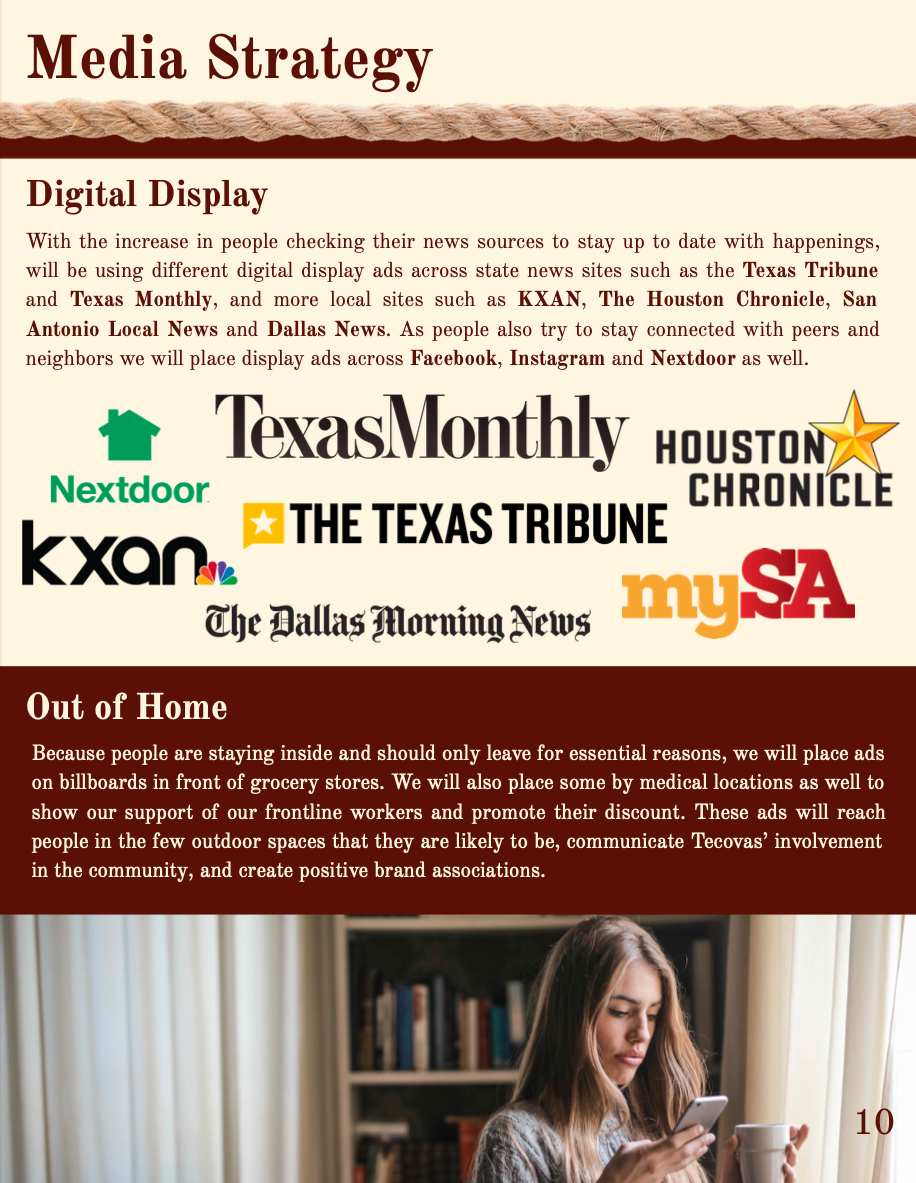 Media Strategy
Digital Display
With the increase in people checking their news sources to stay up to date with happenings,
will be using different digital display ads across state news sites such as the Texas Tribune
and Texas Monthly, and more local sites such as KXAN, The Houston Chronicle, San
Antonio Local News and Dallas News. As people also try to stay connected with peers and
neighbors we will place display ads across Facebook, Instagram and Nextdoor as well.
TexasMonthly
HOUSTON
CHRONICLE
Nextdoor
THE TEXAS TRIBUNE
kxan
mySA
The Dallas Morning News
Out of Home
Because people are staying inside and should only leave for essential reasons, we will place ads
on billboards in front of grocery stores. We will also place some by medical locations as well to
show our support of our frontline workers and promote their discount. These ads will reach
people in the few outdoor spaces that they are likely to be, communicate Tecovas’ involvement
in the community, and create positive brand associations.
10